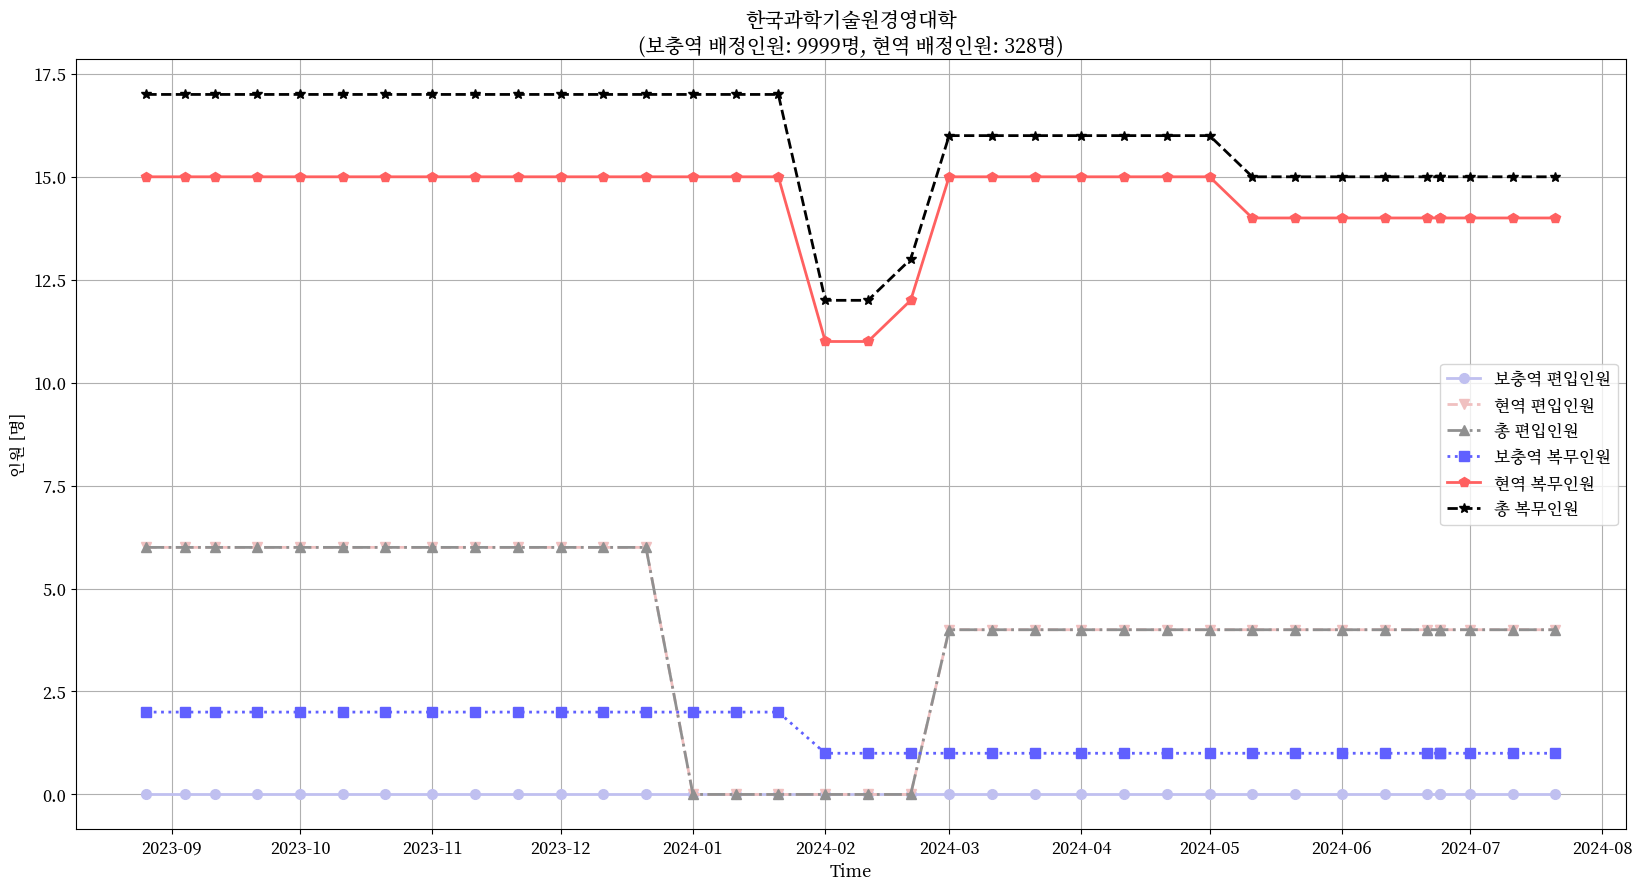 한국과학기술원경영대학
(보충역 배정인원: 9999명, 현역 배정인원: 328명)
17.5
15.0
12.5
10.0
7.5
5.0
2.5
0.0
인원 [명]
보충역 편입인원
현역 편입인원
총 편입인원
보충역 복무인원
현역 복무인원
총 복무인원
2023-09
2023-10
2023-11
2023-12
2024-01
2024-02
2024-03
2024-04
2024-05
2024-06
2024-07
2024-08
Time